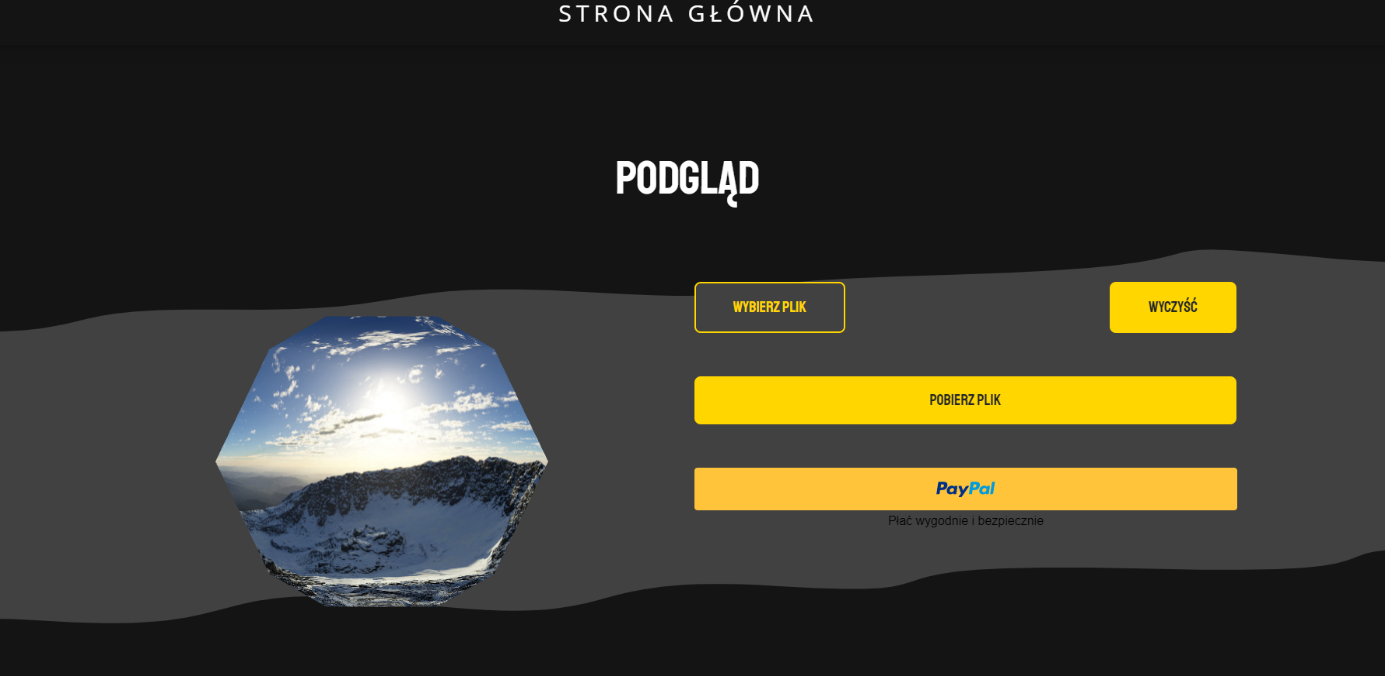 STRONA GŁÓWNA
PODGLĄD
WYBIERZ PLIK
WYCZYŚĆ
POBIERZ PLIK
PayPal
Płać wygodnie i bezpiecznie